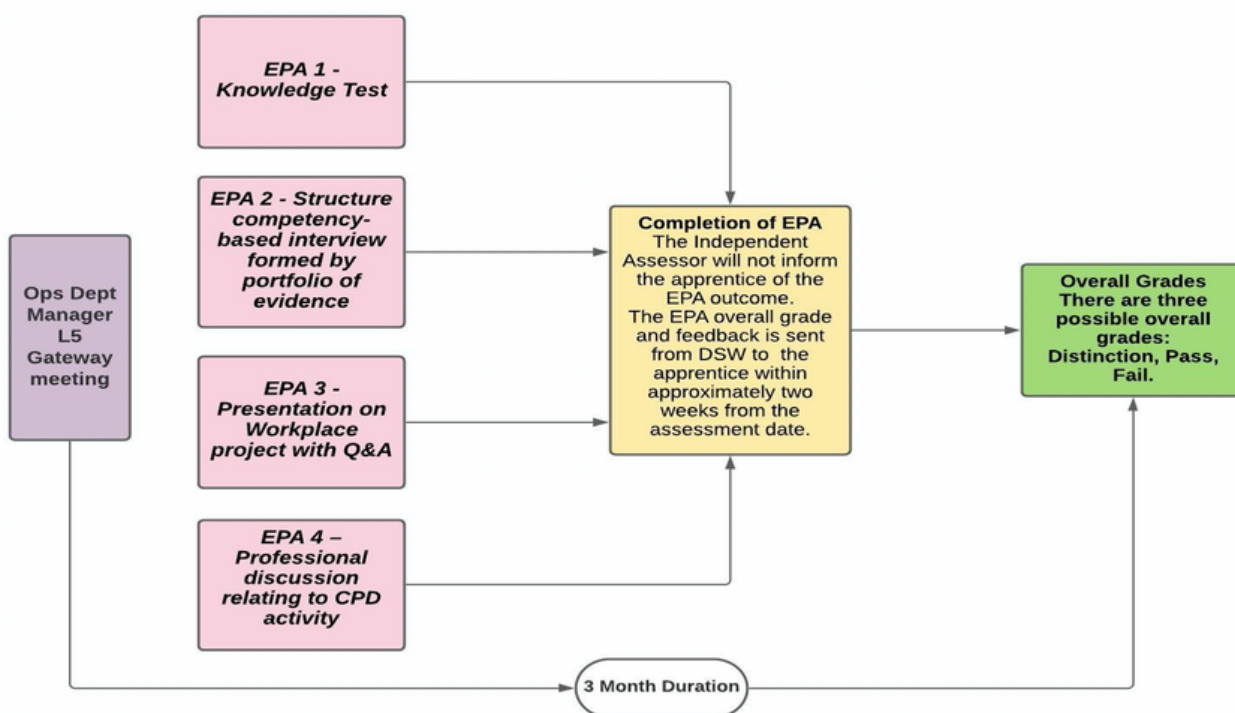 EPA 1 -
Knowledge Test
EPA 2 - Structure
competency-
based interview
formed by
portfolio of
evidence
Ops Dept
Manager
L5
Gateway
meeting
EPA 3 -
Presentation on
Workplace
project with Q&A
EPA 4 –
Professional
discussion
relating to CPD
activity
Completion of EPA
The Independent
Assessor will not inform
the apprentice of the
EPA outcome.
The EPA overall grade
and feedback is sent
from DSW to the
apprentice within
approximately two
weeks from the
assessment date.
Overall Grades
There are three
possible overall
grades:
Distinction, Pass,
Fail.
3 Month Duration